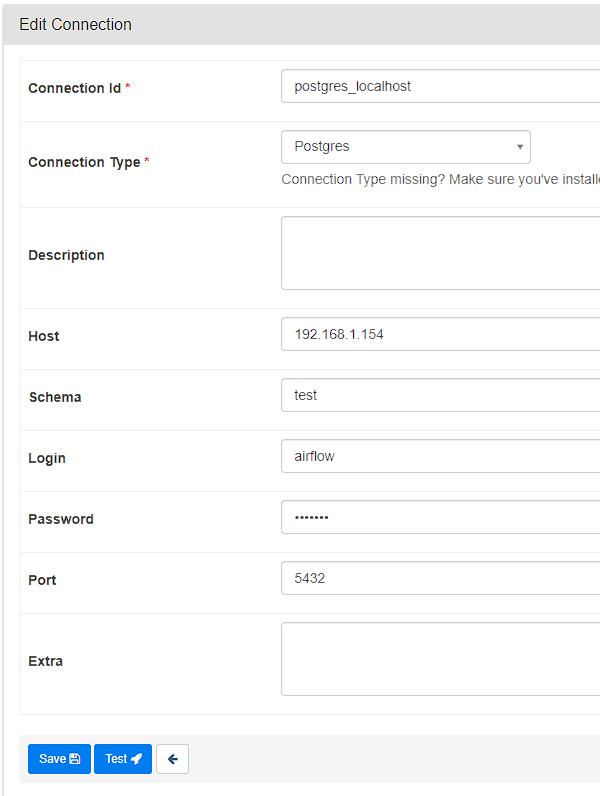 Edit Connection
Connection Id *
postgres_localhost
Connection Type *
Postgres
Connection Type missing? Make sure you've installe
Description
Host
192.168.1.154
Schema
test
Login
airflow
Password
•••••••
Port
5432
Extra
Save
Test